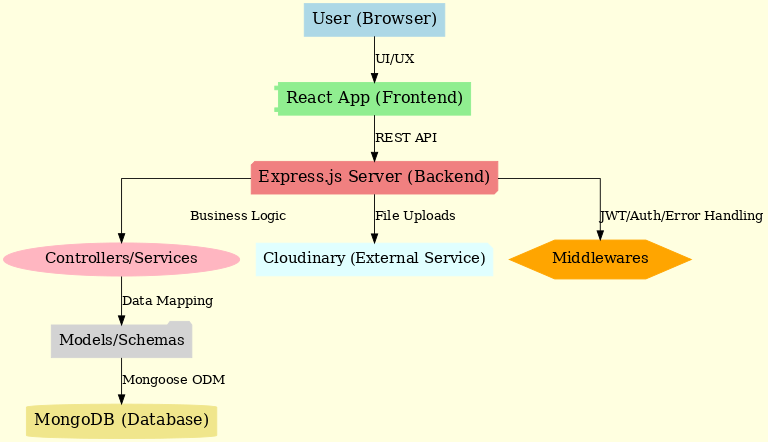 User (Browser)
UI/UX
React App (Frontend)
REST API
Express.js Server (Backend)
Business Logic
File Uploads
JWT/Auth/Error Handling
Controllers/Services
Cloudinary (External Service)
Middlewares
Data Mapping
Models/Schemas
Mongoose ODM
MongoDB (Database)